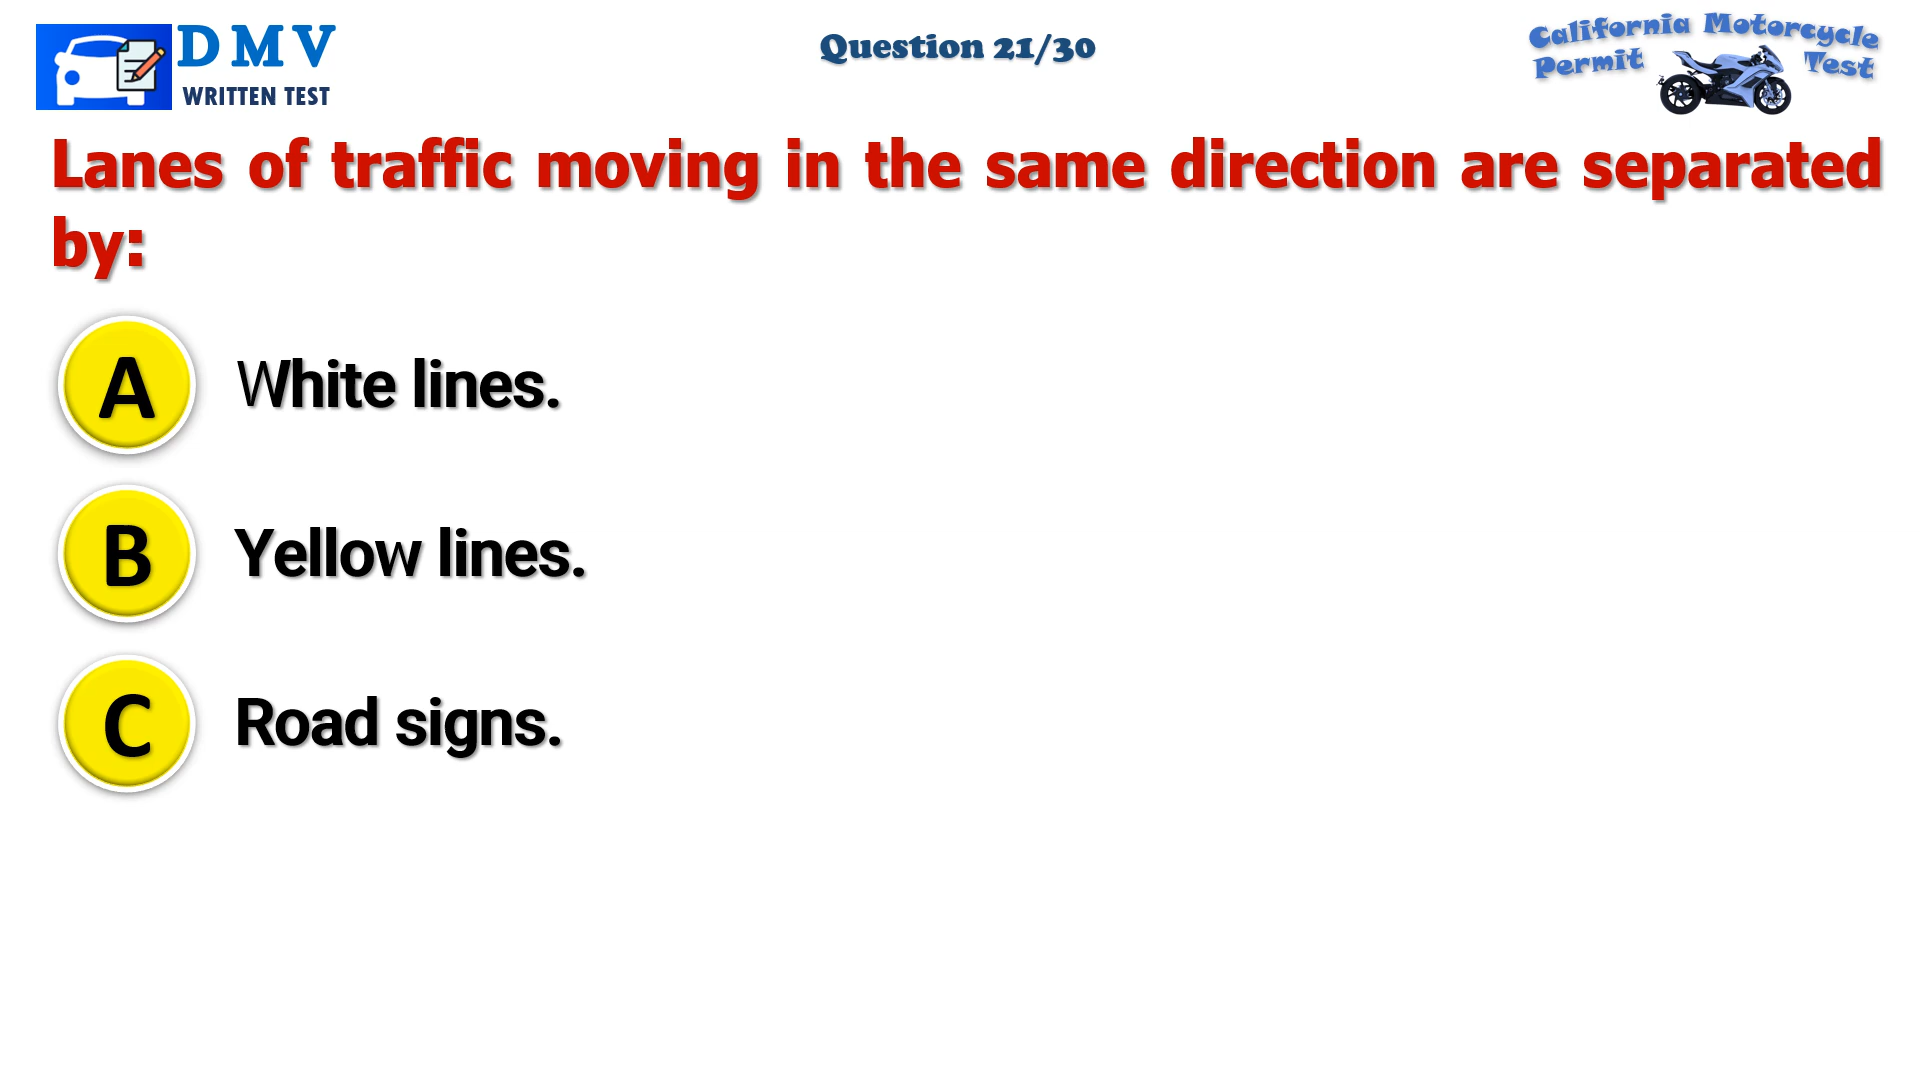 DMV
WRITTEN TEST
Question 21/30
California Motorcycle
Permit Test
Lanes of traffic moving in the same direction are separated
by:
A White lines.
B Yellow lines.
C Road signs.